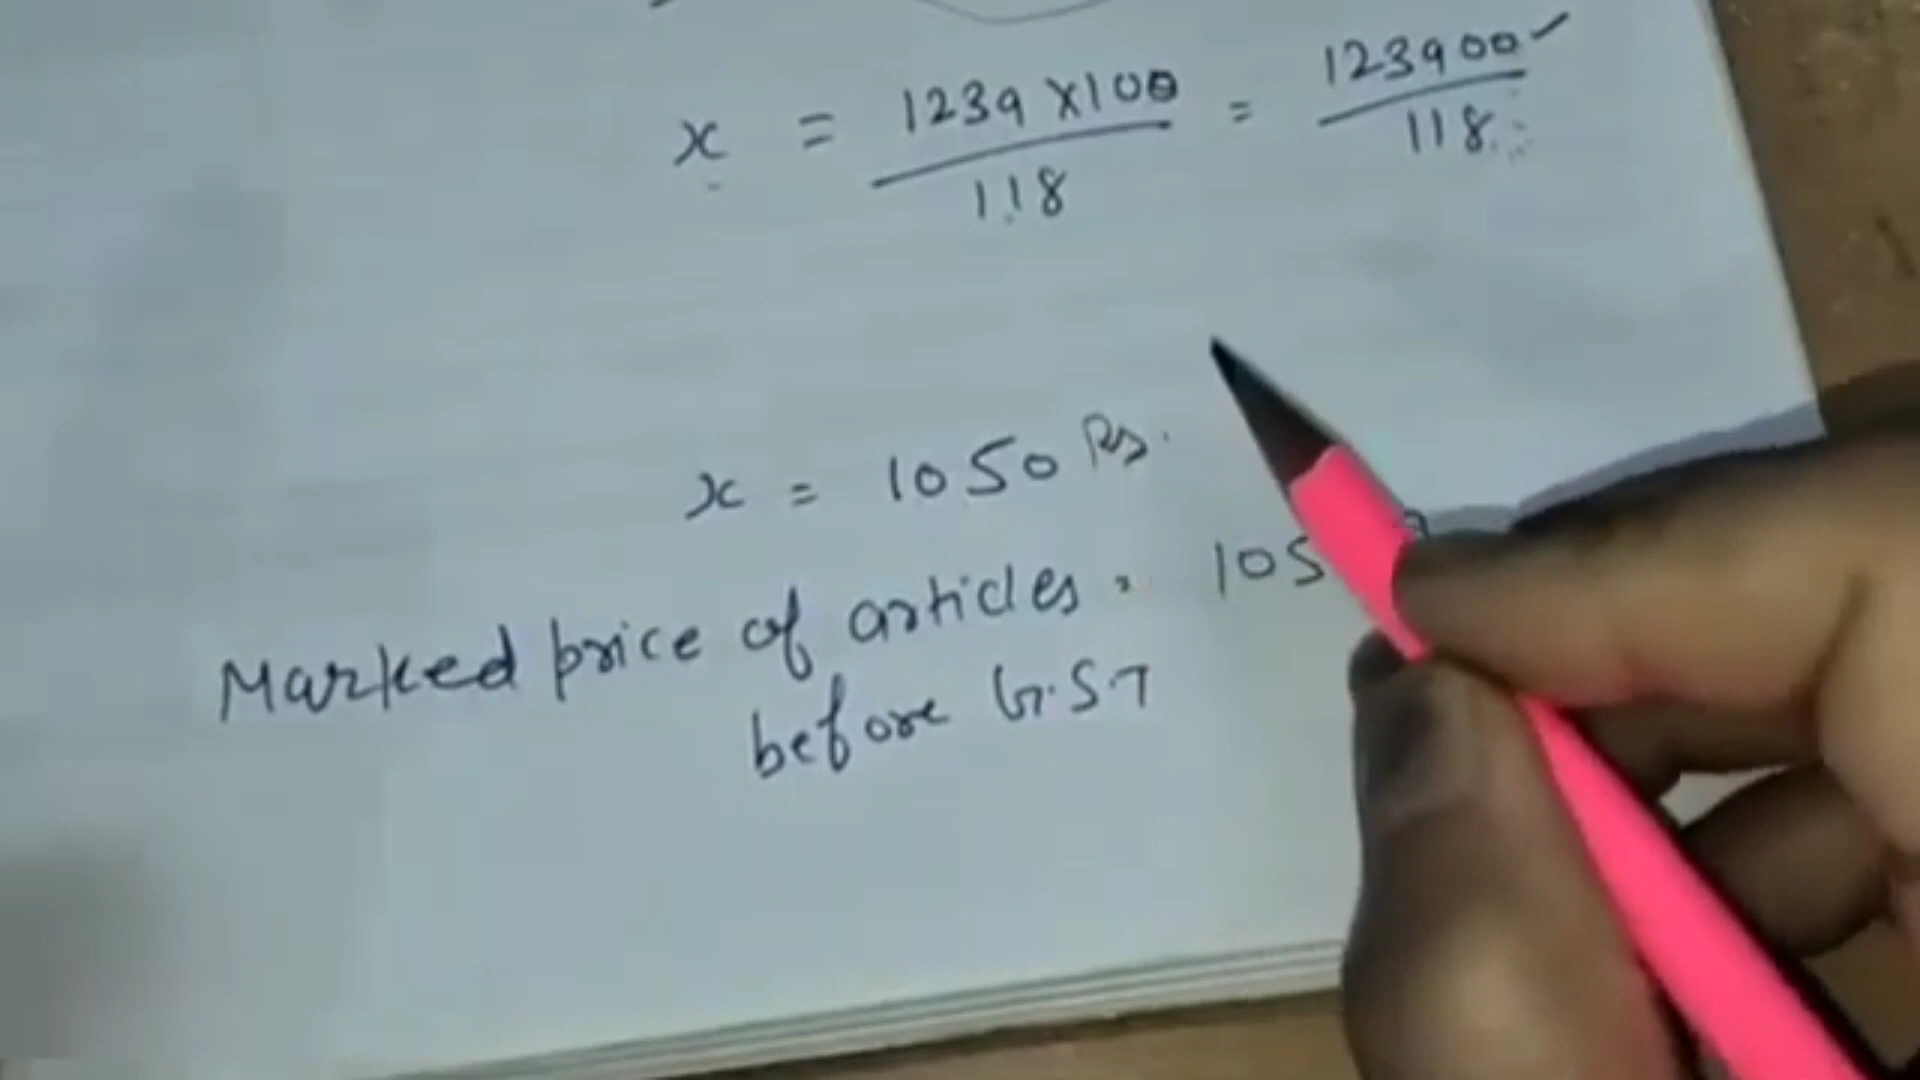 x = 1239 X100 / 118 = 123900 / 118
x = 1050 Rs.
Marked price of articles = 105
before G.S.T